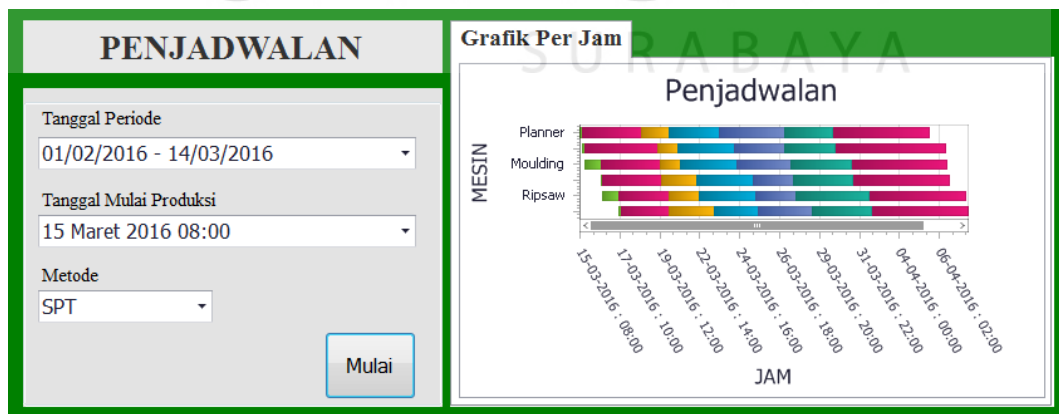 PENJADWALAN
Tanggal Periode
01/02/2016 - 14/03/2016
Tanggal Mulai Produksi
15 Maret 2016 08:00
Metode
SPT
Mulai
Grafik Per Jam
SURABAYA
Penjadwalan
MESIN
Planner
Moulding
Ripsaw
15-03-2016 : 08:00
17-03-2016 : 10:00
19-03-2016 : 12:00
22-03-2016 : 14:00
24-03-2016 : 16:00
26-03-2016 : 18:00
29-03-2016 : 20:00
31-03-2016 : 22:00
04-04-2016 : 00:00
06-04-2016 : 02:00
JAM